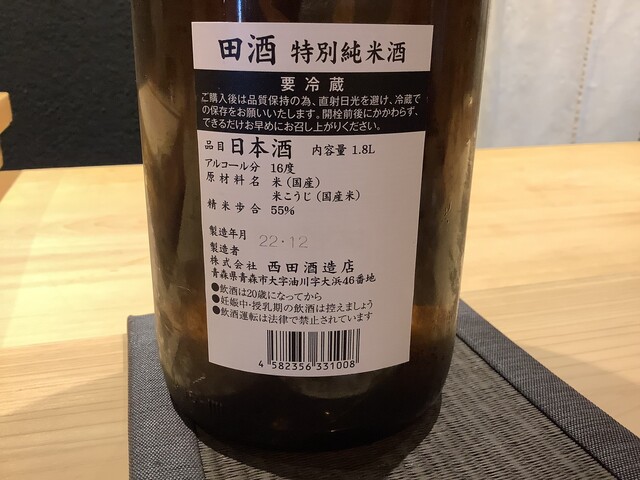 田酒 特別純米酒
要冷蔵
ご購入後は品質保持の為、直射日光を避け、冷蔵で
の保存をお願いいたします。開栓前後にかかわらず、
できるだけお早めにお召し上がりください。
品目 日本酒 内容量 1.8L
アルコール分 16度
原材料名 米(国産)
米こうじ(国産米)
精米歩合 55%
製造年月 22・12
製造者
株式会社 西田酒造店
青森県青森市大字油川字大浜46番地
●飲酒は20歳になってから
●妊娠中・授乳期の飲酒は控えましょう
●飲酒運転は法律で禁止されています
4 582356 331008